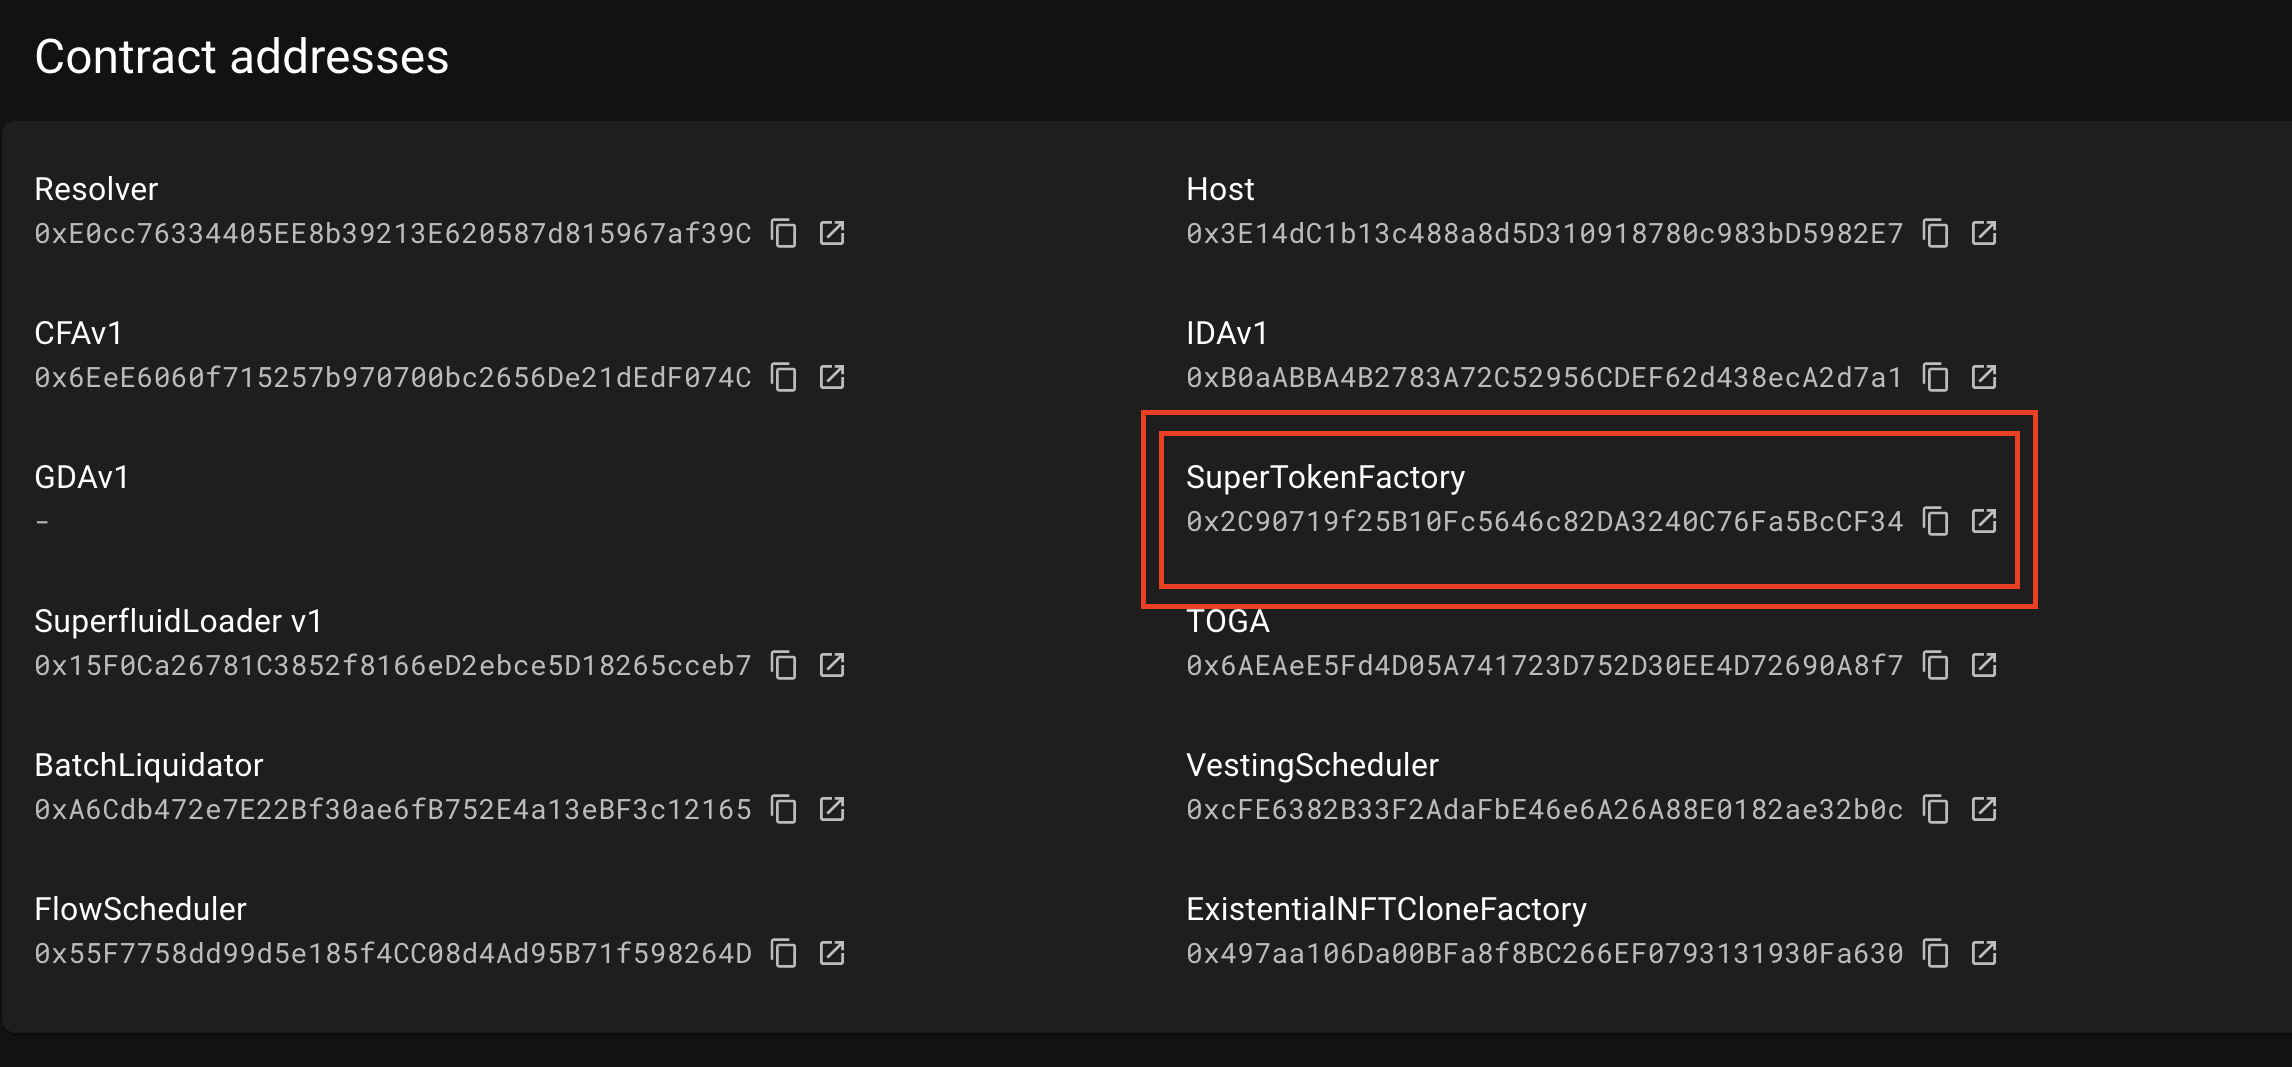 Contract addresses
Resolver
0xE0cc76334405EE8b39213E620587d815967af39C
Host
0x3E14dC1b13c488a8d5D310918780c983bD5982E7
CFAv1
0x6EeE6060f715257b970700bc2656De21dEdF074C
IDAv1
0xB0aABBA4B2783A72C52956CDEF62d438ecA2d7a1
GDAv1
–
SuperTokenFactory
0x2C90719f25B10Fc5646c82DA3240C76Fa5BcCF34
SuperfluidLoader v1
0x15F0Ca26781C3852f8166eD2ebce5D18265cceb7
TOGA
0x6AEAeE5Fd4D05A741723D752D30EE4D72690A8f7
BatchLiquidator
0xA6Cdb472e7E22Bf30ae6fB752E4a13eBF3c12165
VestingScheduler
0xcFE6382B33F2AdaFbE46e6A26A88E0182ae32b0c
FlowScheduler
0x55F7758dd99d5e185f4CC08d4Ad95B71f598264D
ExistentialNFTCloneFactory
0x497aa106Da00BFa8f8BC266EF0793131930Fa630